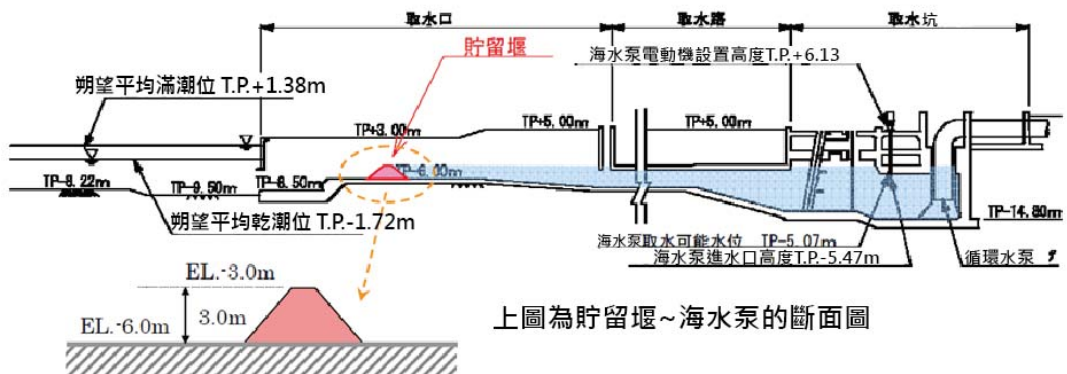 取水口
取水路
取水坑
貯留堰
海水泵電動機設置高度T.P.+6.13
朔望平均滿潮位 T.P.+1.38m
TP+3.00m
TP+5.00m
TP+5.00m
TP-6.00m
TP-8.22m
TP-9.50m
TP-8.50m
朔望平均乾潮位 T.P.-1.72m
TP-14.80m
海水泵取水可能水位 TP-5.07m
海水泵進水口高度T.P.-5.47m
循環水泵
EL.-3.0m
3.0m
EL.-6.0m
上圖為貯留堰~海水泵的斷面圖